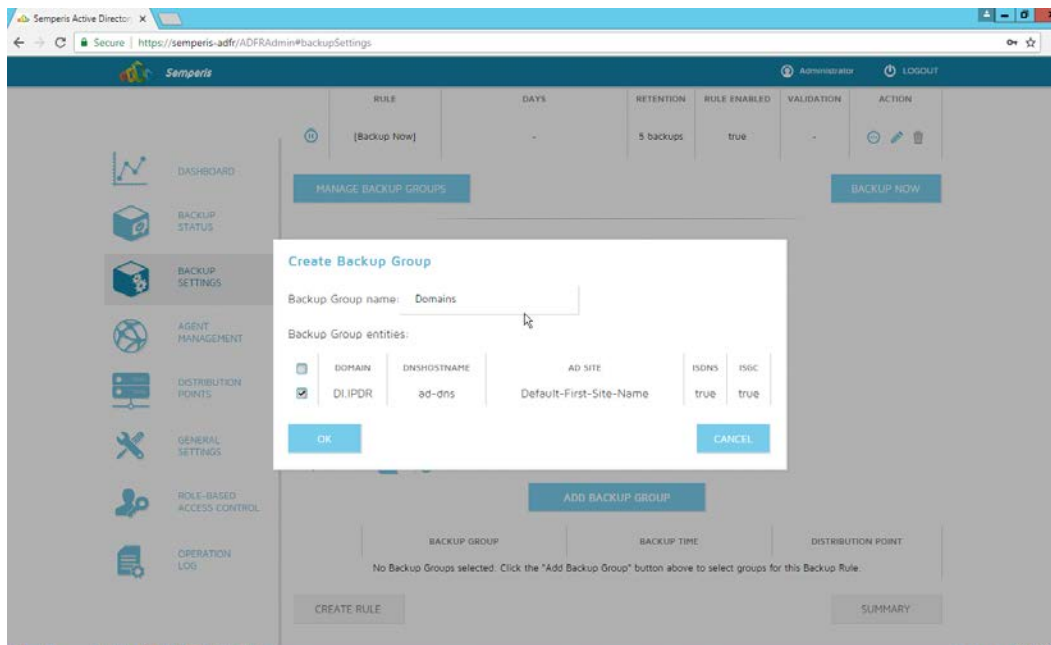 Semperis Active Director
Secure | https://semperis-adfr/ADFRAdmin#backupSettings
Semperis
Administrator
LOGOUT
RULE DAYS RETENTION RULE ENABLED VALIDATION ACTION
[Backup Now] - 5 backups true -
DASHBOARD
MANAGE BACKUP GROUPS BACKUP NOW
BACKUP
STATUS
BACKUP
SETTINGS
AGENT
MANAGEMENT
DISTRIBUTION
POINTS
GENERAL
SETTINGS
ROLE-BASED
ACCESS CONTROL
OPERATION
LOG
Create Backup Group
Backup Group name: Domains
Backup Group entities:
DOMAIN DNSHOSTNAME AD SITE ISDNS ISGC
DI.IPDR ad-dns Default-First-Site-Name true true
OK CANCEL
ADD BACKUP GROUP
BACKUP GROUP BACKUP TIME DISTRIBUTION POINT
No Backup Groups selected. Click the "Add Backup Group" button above to select groups for this Backup Rule.
CREATE RULE SUMMARY